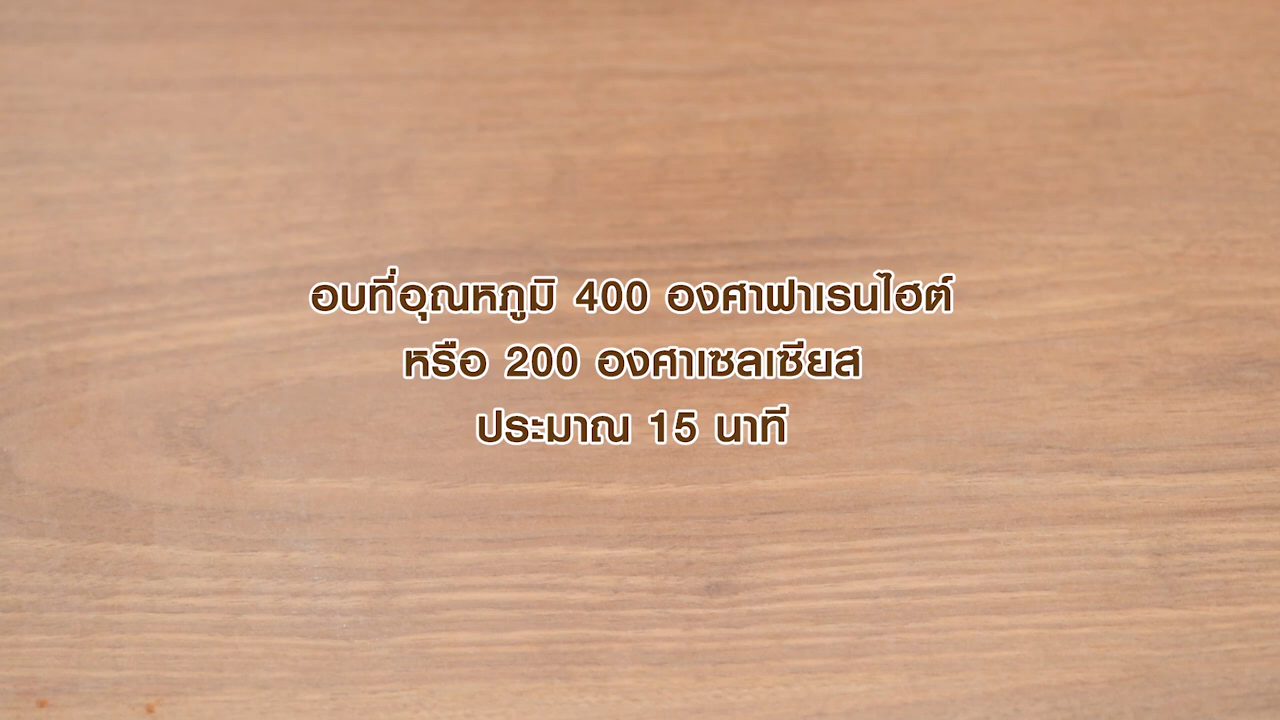 อบที่อุณหภูมิ 400 องศาฟาเรนไฮต์
หรือ 200 องศาเซลเซียส
ประมาณ 15 นาที